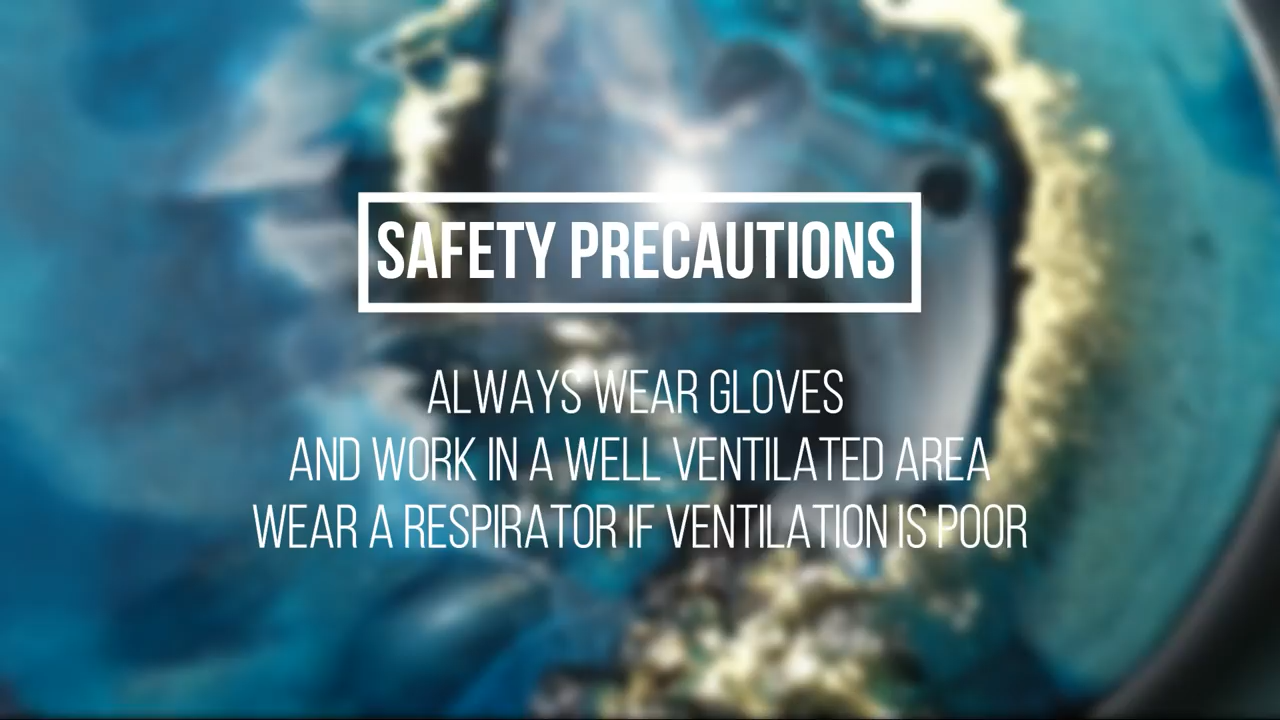 SAFETY PRECAUTIONS
ALWAYS WEAR GLOVES
AND WORK IN A WELL VENTILATED AREA
WEAR A RESPIRATOR IF VENTILATION IS POOR